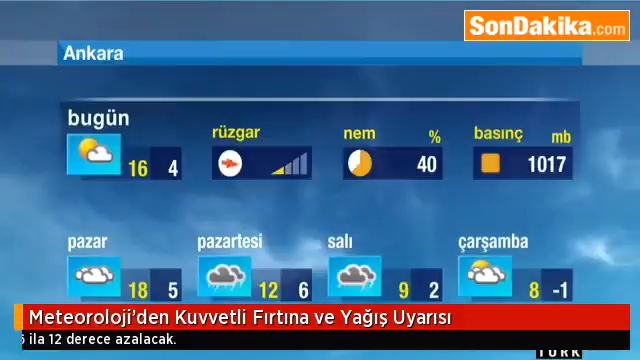 SonDakika.com
Ankara
bugün
16 4
rüzgar
nem %
40
basınç mb
1017
pazar
18 5
pazartesi
12 6
salı
9 2
çarşamba
8 -1
Meteoroloji’den Kuvvetli Fırtına ve Yağış Uyarısı
ila 12 derece azalacak.
TÜRK